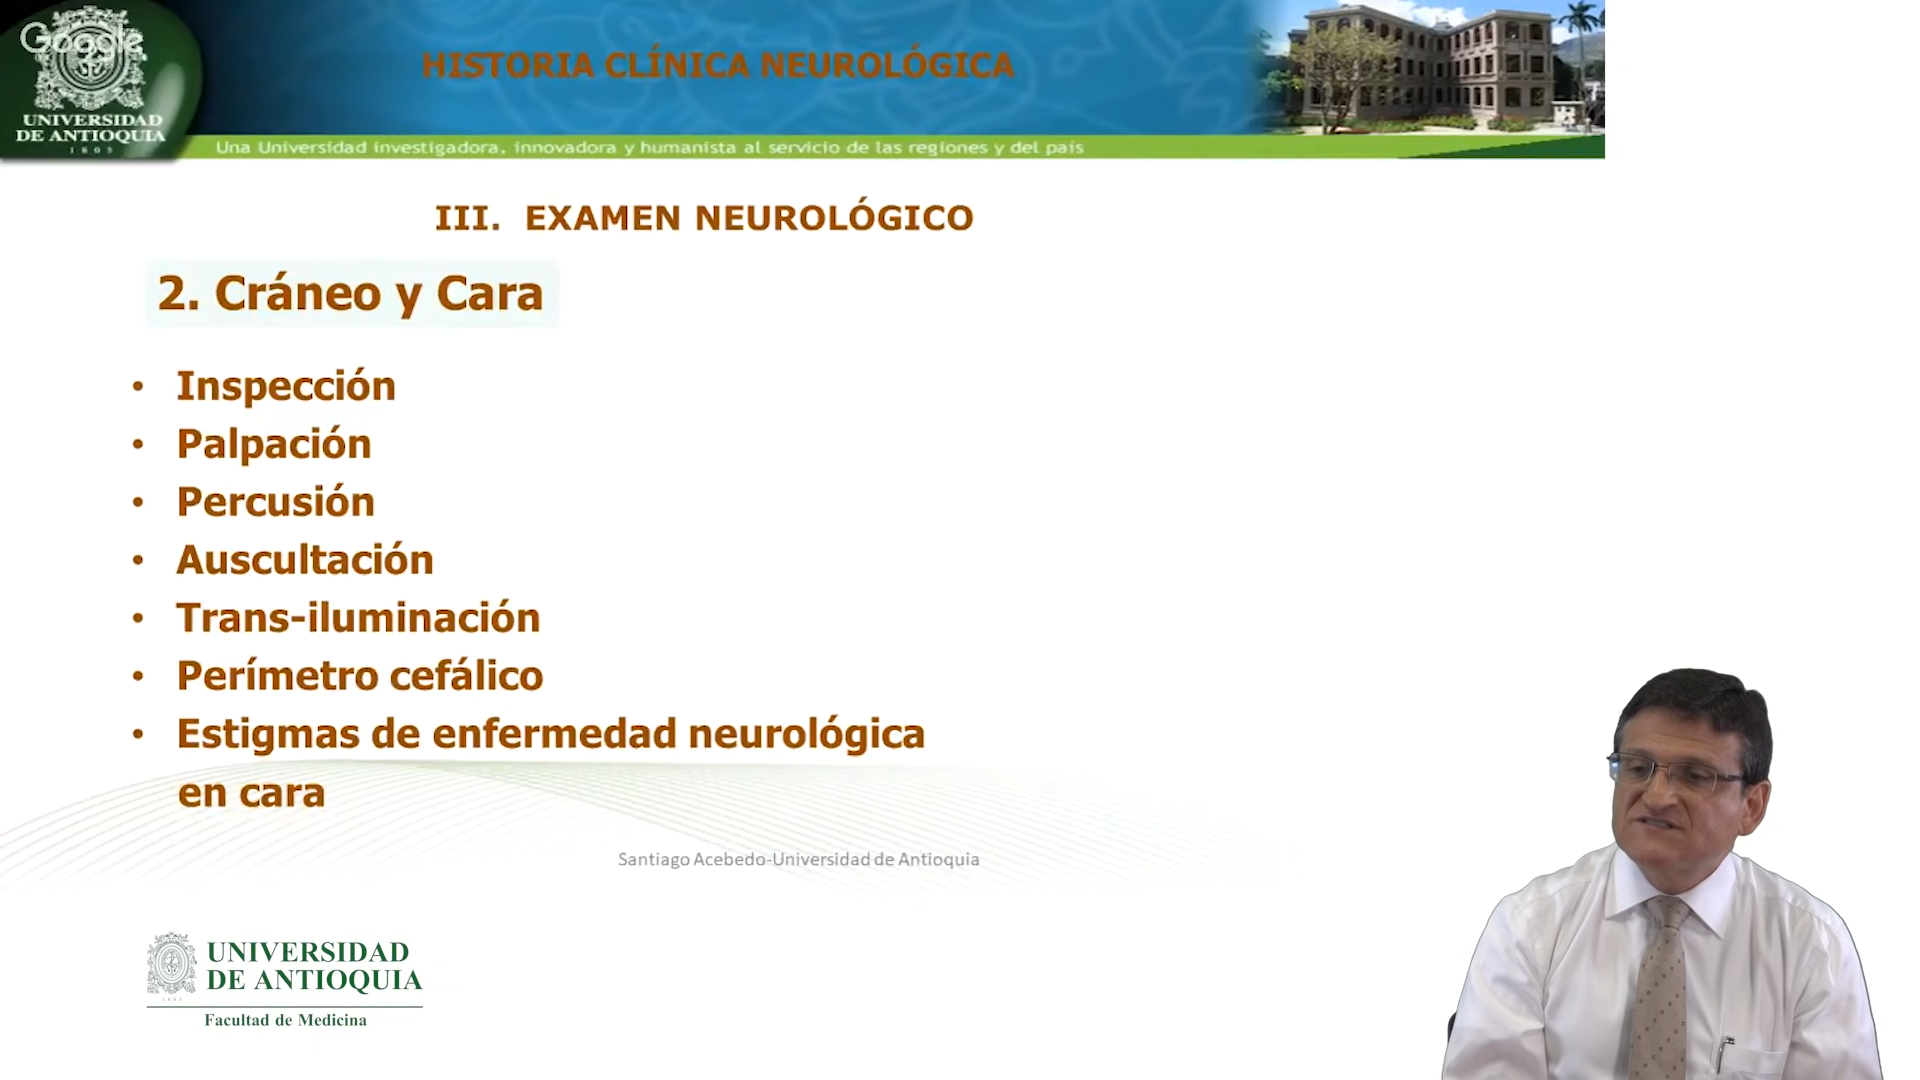 Google
UNIVERSIDAD
DE ANTIOQUIA
1803
HISTORIA CLÍNICA NEUROLÓGICA
Una Universidad investigadora, innovadora y humanista al servicio de las regiones y del país
III. EXAMEN NEUROLÓGICO
2. Cráneo y Cara
• Inspección
• Palpación
• Percusión
• Auscultación
• Trans-iluminación
• Perímetro cefálico
• Estigmas de enfermedad neurológica
en cara
Santiago Acebedo-Universidad de Antioquia
UNIVERSIDAD
DE ANTIOQUIA
1803
Facultad de Medicina